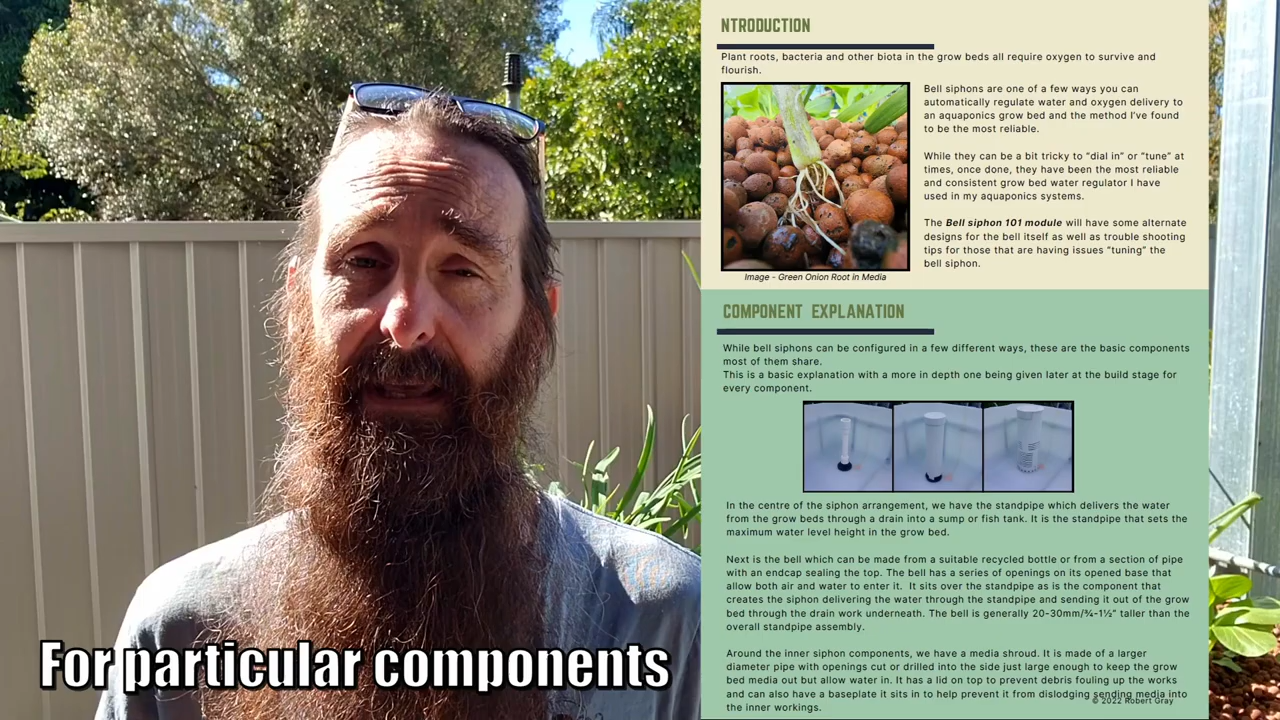 NTRODUCTION
Plant roots, bacteria and other biota in the grow beds all require oxygen to survive and
flourish.
Bell siphons are one of a few ways you can
automatically regulate water and oxygen delivery to
an aquaponics grow bed and the method I've found
to be the most reliable.
While they can be a bit tricky to "dial in" or "tune" at
times, once done, they have been the most reliable
and consistent grow bed water regulator I have
used in my aquaponics systems.
The Bell siphon 101 module will have some alternate
designs for the bell itself as well as trouble shooting
tips for those that are having issues "tuning" the
bell siphon.
Image - Green Onion Root in Media
COMPONENT EXPLANATION
While bell siphons can be configured in a few different ways, these are the basic components
most of them share.
This is a basic explanation with a more in depth one being given later at the build stage for
every component.
In the centre of the siphon arrangement, we have the standpipe which delivers the water
from the grow beds through a drain into a sump or fish tank. It is the standpipe that sets the
maximum water level height in the grow bed.
Next is the bell which can be made from a suitable recycled bottle or from a section of pipe
with an endcap sealing the top. The bell has a series of openings on its opened base that
allow both air and water to enter it. It sits over the standpipe as is the component that
creates the siphon delivering the water through the standpipe and sending it out of the grow
bed through the drain work underneath. The bell is generally 20-30mm/¾-1½" taller than the
overall standpipe assembly.
Around the inner siphon components, we have a media shroud. It is made of a larger
diameter pipe with openings cut or drilled into the side just large enough to keep the grow
bed media out but allow water in. It has a lid on top to prevent debris fouling up the works
and can also have a baseplate it sits in to help prevent it from dislodging sending media into
the inner workings.
© 2022 Robert Gray
For particular components